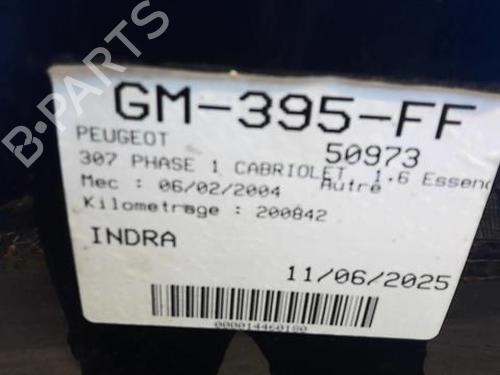 B-PARTS
GM-395-FF
PEUGEOT 50973
307 PHASE 1 CABRIOLET 1.6 Essenc
Mec : 06/02/2004 Autre
Kilometrage : 200842
INDRA
11/06/2025
0000144601S0